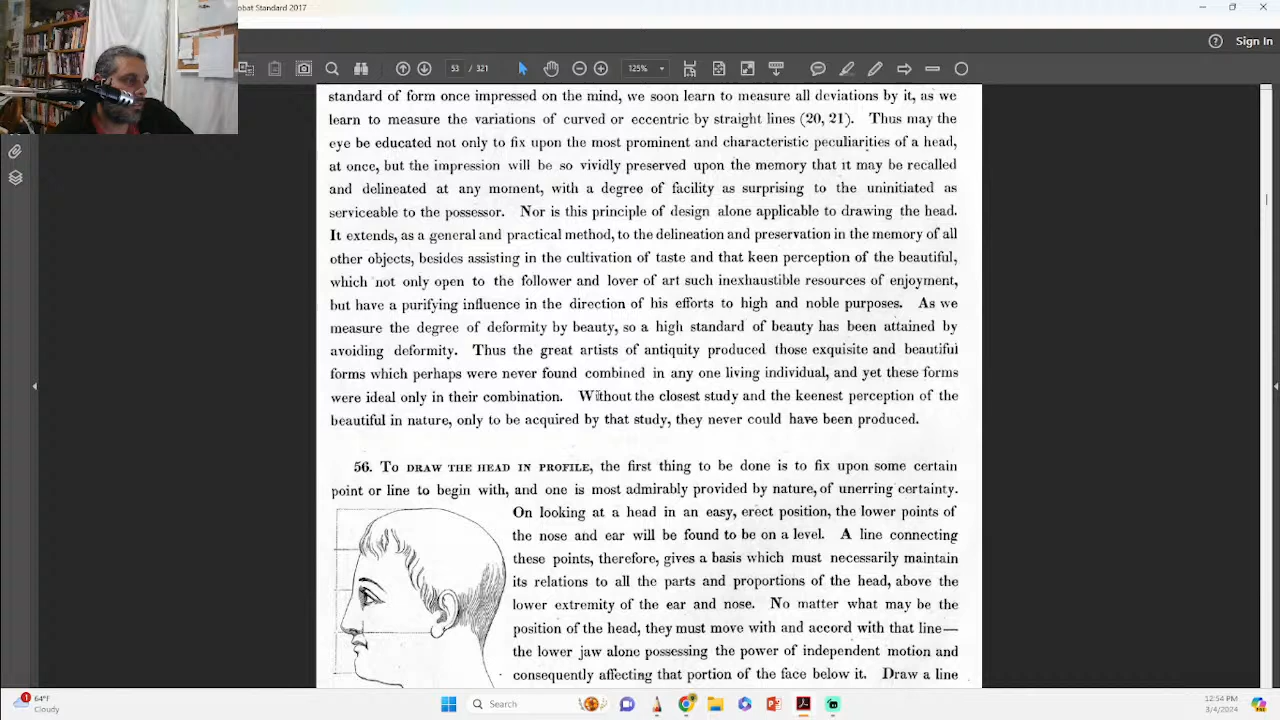 obat Standard 2017
Sign In
53 / 321
125%
standard of form once impressed on the mind, we soon learn to measure all deviations by it, as we
learn to measure the variations of curved or eccentric by straight lines (20, 21). Thus may the
eye be educated not only to fix upon the most prominent and characteristic peculiarities of a head,
at once, but the impression will be so vividly preserved upon the memory that it may be recalled
and delineated at any moment, with a degree of facility as surprising to the uninitiated as
serviceable to the possessor. Nor is this principle of design alone applicable to drawing the head.
It extends, as a general and practical method, to the delineation and preservation in the memory of all
other objects, besides assisting in the cultivation of taste and that keen perception of the beautiful,
which not only open to the follower and lover of art such inexhaustible resources of enjoyment,
but have a purifying influence in the direction of his efforts to high and noble purposes. As we
measure the degree of deformity by beauty, so a high standard of beauty has been attained by
avoiding deformity. Thus the great artists of antiquity produced those exquisite and beautiful
forms which perhaps were never found combined in any one living individual, and yet these forms
were ideal only in their combination. Without the closest study and the keenest perception of the
beautiful in nature, only to be acquired by that study, they never could have been produced.
56. To draw the head in profile, the first thing to be done is to fix upon some certain
point or line to begin with, and one is most admirably provided by nature, of unerring certainty.
On looking at a head in an easy, erect position, the lower points of
the nose and ear will be found to be on a level. A line connecting
these points, therefore, gives a basis which must necessarily maintain
its relations to all the parts and proportions of the head, above the
lower extremity of the ear and nose. No matter what may be the
position of the head, they must move with and accord with that line—
the lower jaw alone possessing the power of independent motion and
consequently affecting that portion of the face below it. Draw a line
1
64°F
Cloudy
Search
12:54 PM
3/4/2024